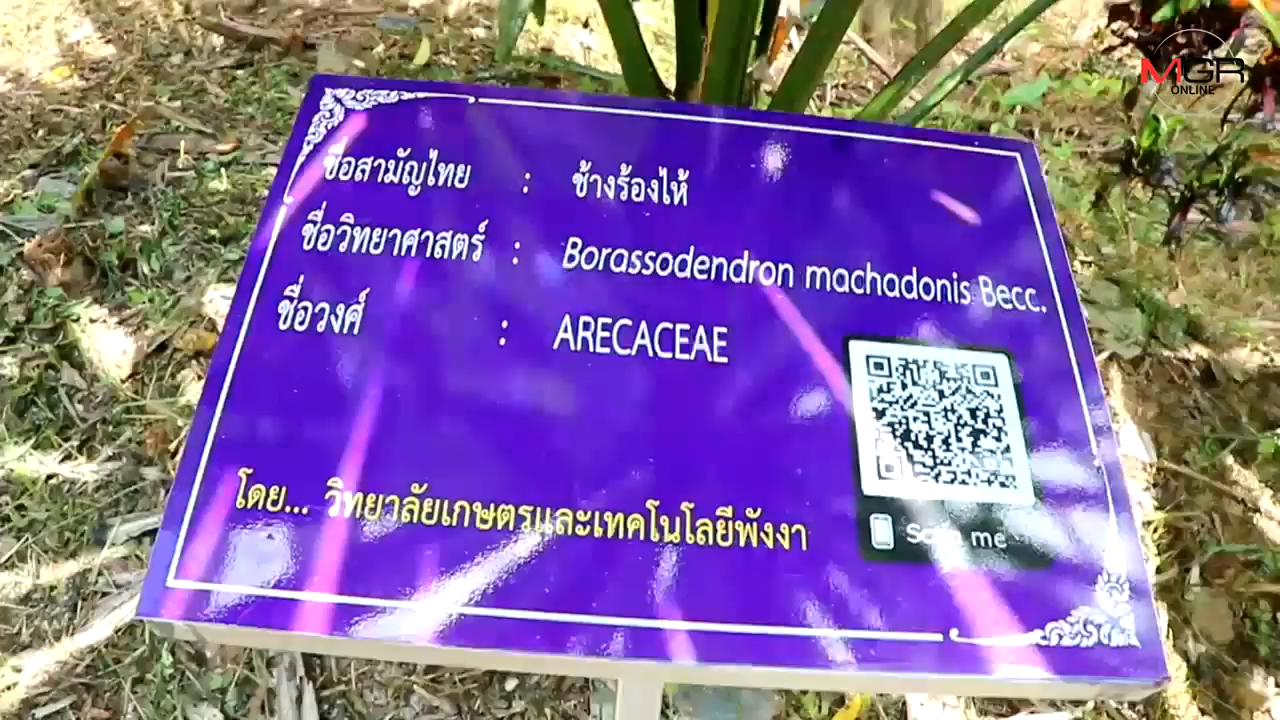 MGR
ONLINE
ชื่อสามัญไทย : ช้างร้องไห้
ชื่อวิทยาศาสตร์ : Borassodendron machadonis Becc.
ชื่อวงศ์ : ARECACEAE
โดย... วิทยาลัยเกษตรและเทคโนโลยีพังงา
Scan me